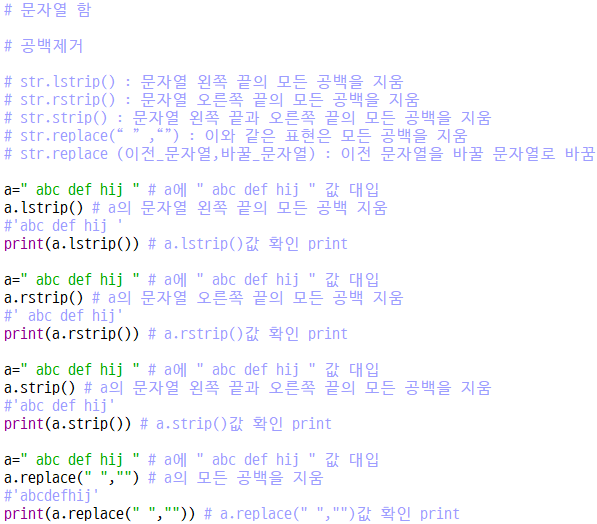 # 문자열 함
# 공백제거
# str.lstrip() : 문자열 왼쪽 끝의 모든 공백을 지움
# str.rstrip() : 문자열 오른쪽 끝의 모든 공백을 지움
# str.strip() : 문자열 왼쪽 끝과 오른쪽 끝의 모든 공백을 지움
# str.replace(“ ” ,“”) : 이와 같은 표현은 모든 공백을 지움
# str.replace (이전_문자열,바꿀_문자열) : 이전 문자열을 바꿀 문자열로 바꿈
a=" abc def hij " # a에 " abc def hij " 값 대입
a.lstrip() # a의 문자열 왼쪽 끝의 모든 공백 지움
#'abc def hij '
print(a.lstrip()) # a.lstrip()값 확인 print
a=" abc def hij " # a에 " abc def hij " 값 대입
a.rstrip() # a의 문자열 오른쪽 끝의 모든 공백 지움
#' abc def hij'
print(a.rstrip()) # a.rstrip()값 확인 print
a=" abc def hij " # a에 " abc def hij " 값 대입
a.strip() # a의 문자열 왼쪽 끝과 오른쪽 끝의 모든 공백을 지움
#'abc def hij'
print(a.strip()) # a.strip()값 확인 print
a=" abc def hij " # a에 " abc def hij " 값 대입
a.replace(" ","") # a의 모든 공백을 지움
#'abcdefhij'
print(a.replace(" ","")) # a.replace(" ","")값 확인 print